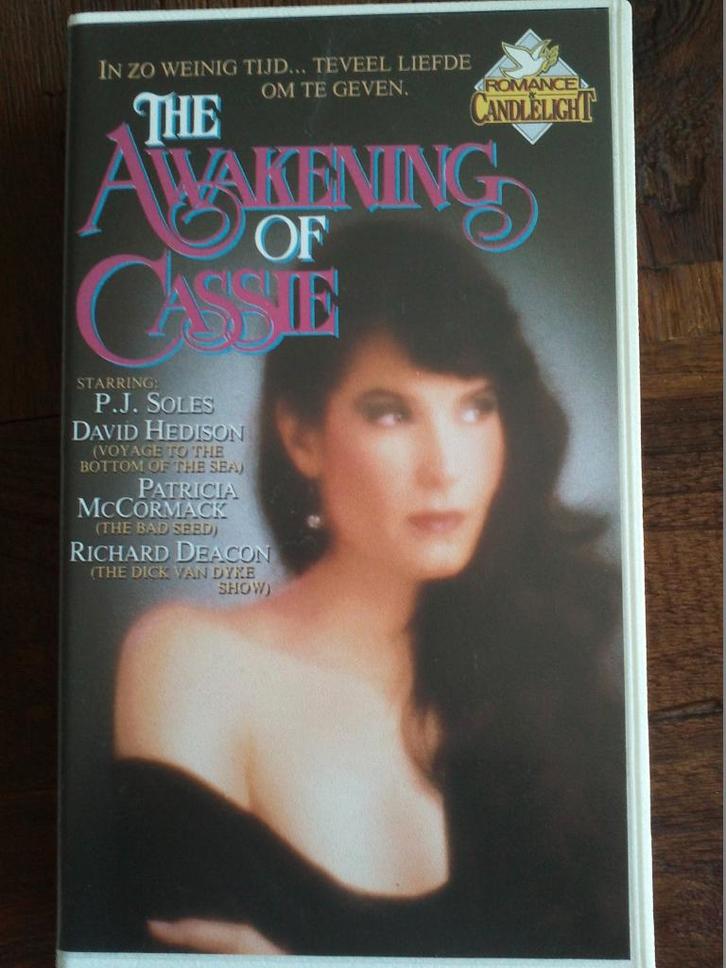 IN ZO WEINIG TIJD... TEVEEL LIEFDE
OM TE GEVEN.
ROMANCE
&
CANDLELIGHT
THE
AWAKENING
OF
CASSIE
STARRING:
P.J. SOLES
DAVID HEDISON
(VOYAGE TO THE
BOTTOM OF THE SEA)
PATRICIA
MCCORMACK
(THE BAD SEED)
RICHARD DEACON
(THE DICK VAN DYKE
SHOW)